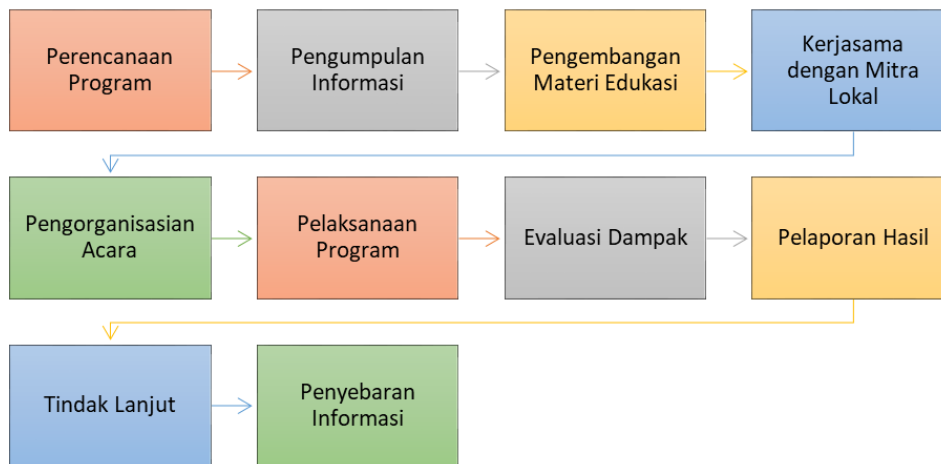 Perencanaan
Program
Pengumpulan
Informasi
Pengembangan
Materi Edukasi
Kerjasama
dengan Mitra
Lokal
Pengorganisasian
Acara
Pelaksanaan
Program
Evaluasi Dampak
Pelaporan Hasil
Tindak Lanjut
Penyebaran
Informasi